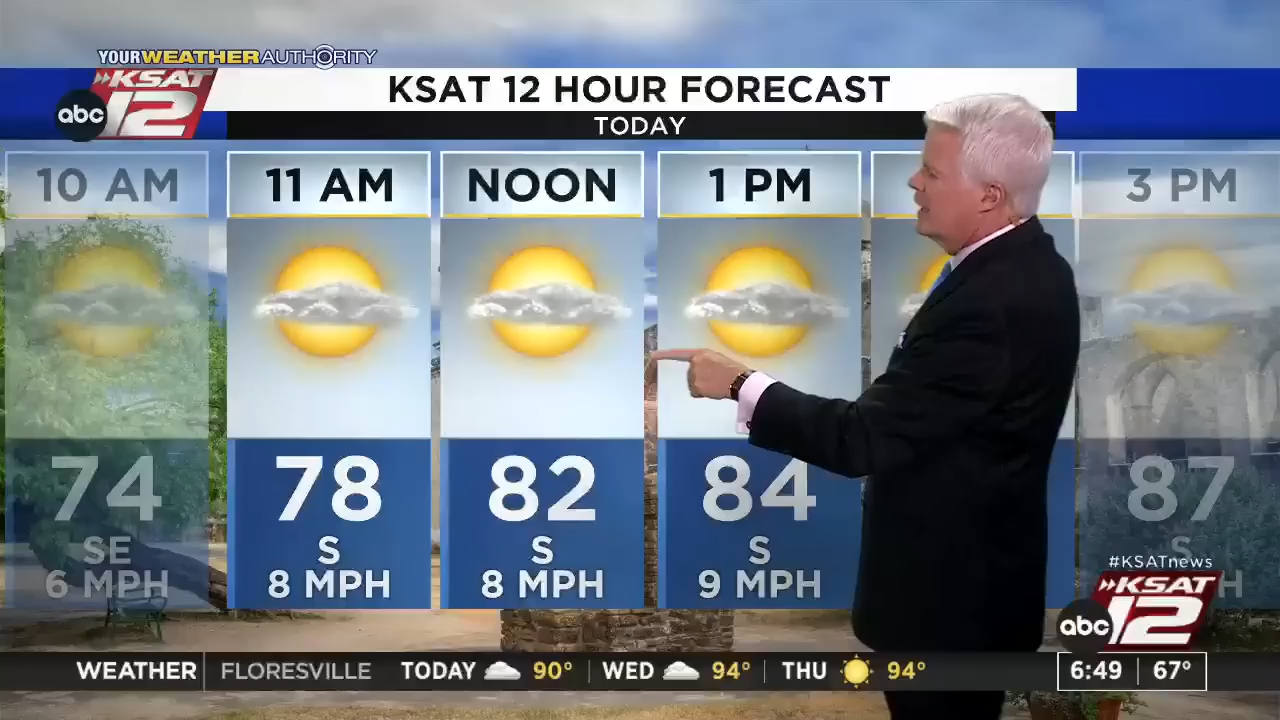 YOURWEATHERAUTHORITY
KSAT
abc 12
KSAT 12 HOUR FORECAST
TODAY
10 AM
11 AM
NOON
1 PM
3 PM
74
78
82
84
87
SE
S
S
S
S
6 MPH
8 MPH
8 MPH
9 MPH
#KSATnews
KSAT
abc 12
WEATHER FLORESVILLE TODAY 90° WED 94° THU 94°
6:49 67°